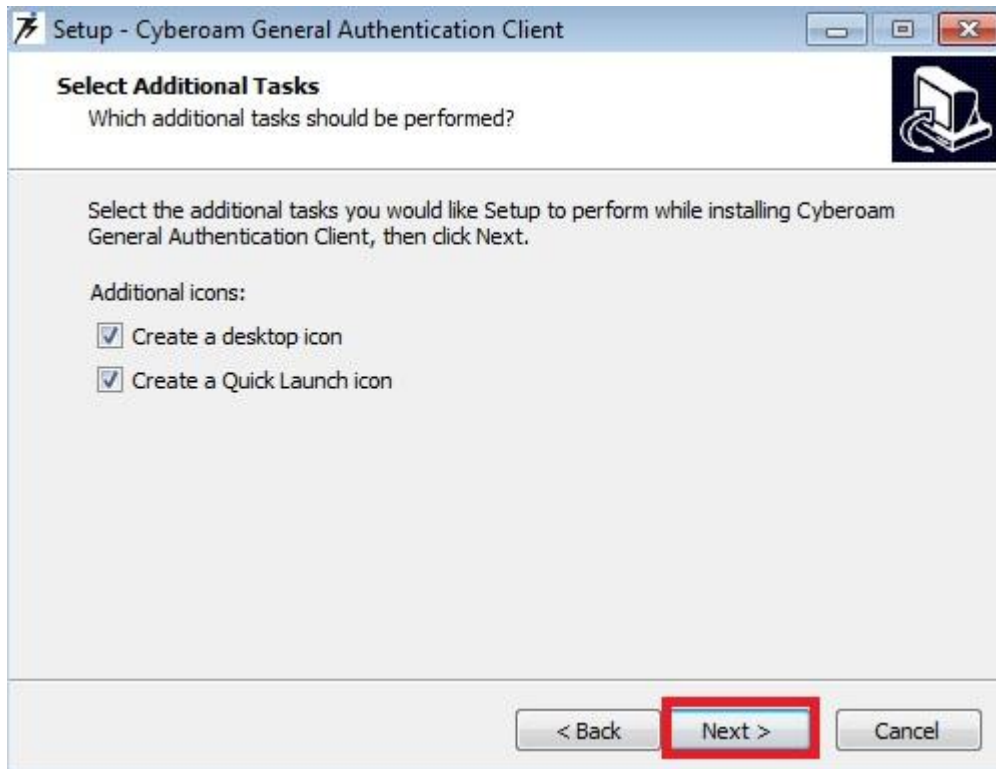 Setup - Cyberoam General Authentication Client
Select Additional Tasks
Which additional tasks should be performed?
Select the additional tasks you would like Setup to perform while installing Cyberoam
General Authentication Client, then click Next.
Additional icons:
Create a desktop icon
Create a Quick Launch icon
< Back Next > Cancel